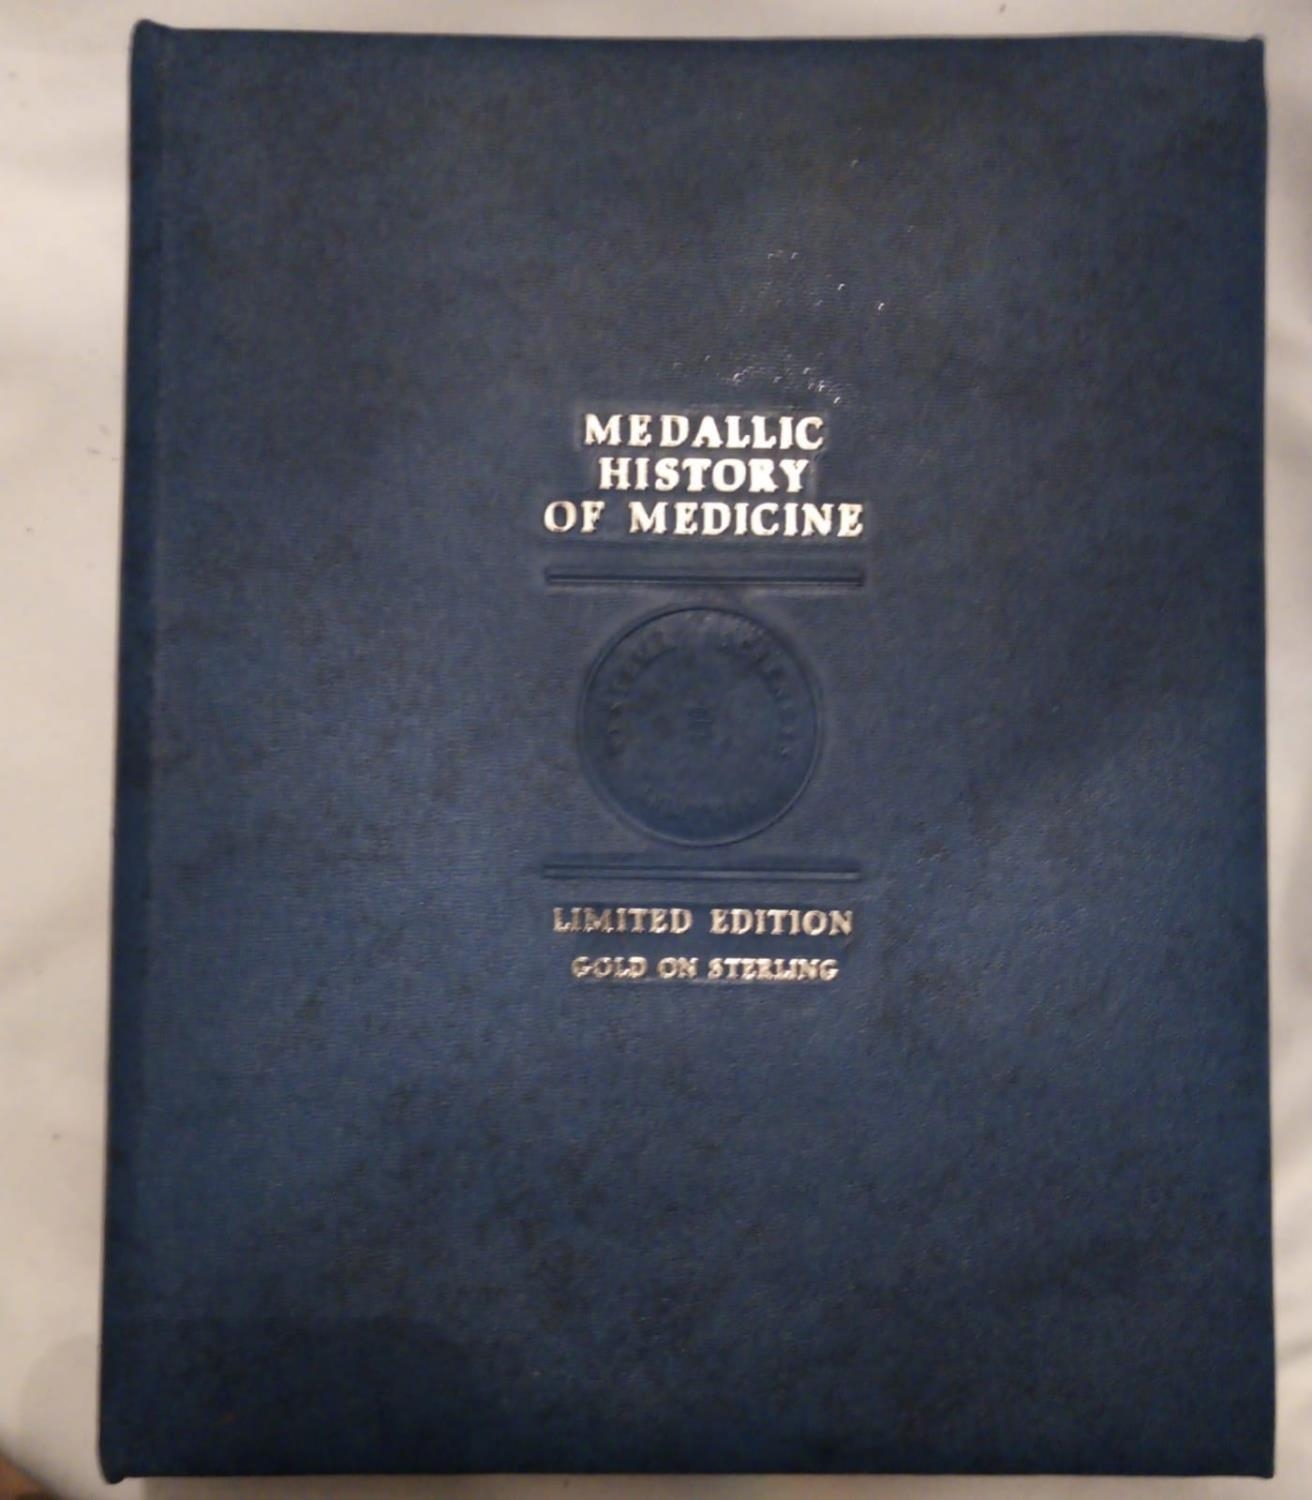 MEDALLIC
HISTORY
OF MEDICINE
LIMITED EDITION
GOLD ON STERLING